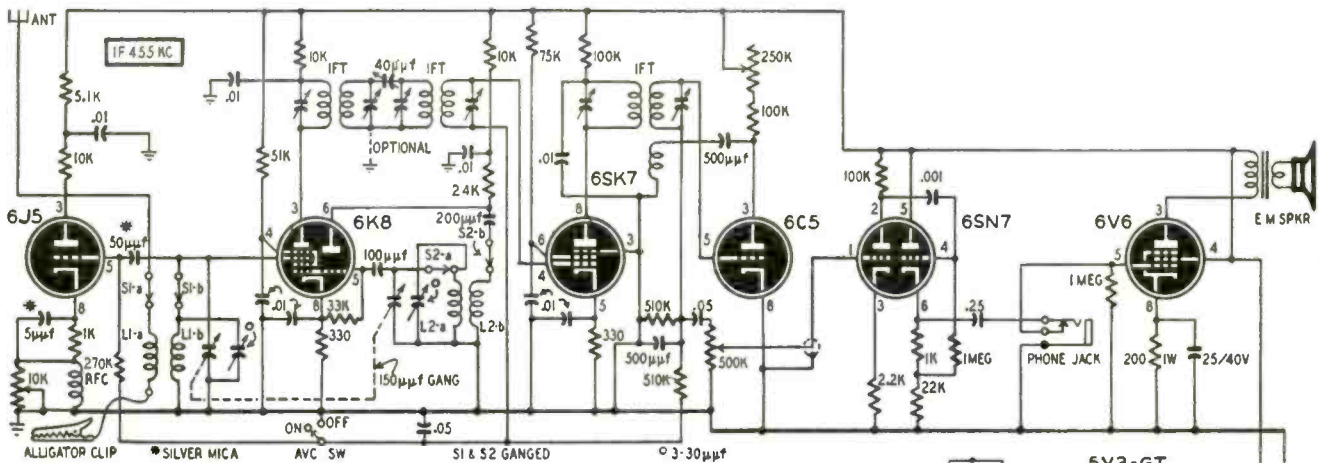 ANT
IF 455 KC
5.1K
.01
10K
3
6J5
5
8
* 50µµf
* 5µµf
1K
270K
RFC
10K
ALLIGATOR CLIP
S1-a
S1-b
L1-a
L1-b
* SILVER MICA
10K
.01
51K
IFT
40µµf
IFT
OPTIONAL
10K
.01
24K
200µµf
S2-b
3
6
6K8
4
5
8
.01
100µµf
33K
330
S2-a
L2-a
L2-b
150µµf GANG
ON
OFF
AVC SW
.05
S1 & S2 GANGED
75K
100K
IFT
.01
6SK7
8
6
4
3
5
.01
330
500µµf
510K
500µµf
510K
.05
500K
3-30µµf
250K
100K
3
6C5
5
8
100K
.001
2
5
6SN7
1
4
3
6
2.2K
1K
22K
1MEG
.25
PHONE JACK
1MEG
3
6V6
5
4
8
200
1W
25/40V
E M SPKR
5Y3-GT